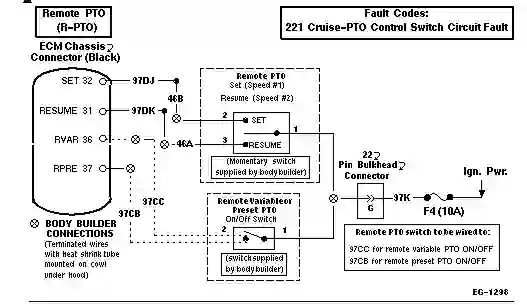 Remote PTO
(R-PTO)
Fault Codes:
221 Cruise-PTO Control Switch Circuit Fault
ECM Chassis
Connector (Black)
SET 32
97DJ
46B
RESUME 31
97DK
46A
RVAR 36
RPRE 37
97CC
97CB
Remote PTO
Set (Speed #1)
Resume (Speed #2)
2
SET
1
3
RESUME
(Momentary switch
supplied by body builder)
22
Pin Bulkhead
Connector
G
97K
Ign. Pwr.
F4 (10A)
Remote Variable or
Preset PTO
On/Off Switch
2
1
(switch supplied
by body builder)
BODY BUILDER
CONNECTIONS
(Terminated wires
with heat shrink tube
mounted on cowl
under hood)
Remote PTO switch to be wired to:
97CC for remote variable PTO ON/OFF
97CB for remote preset PTO ON/OFF
EG-1298